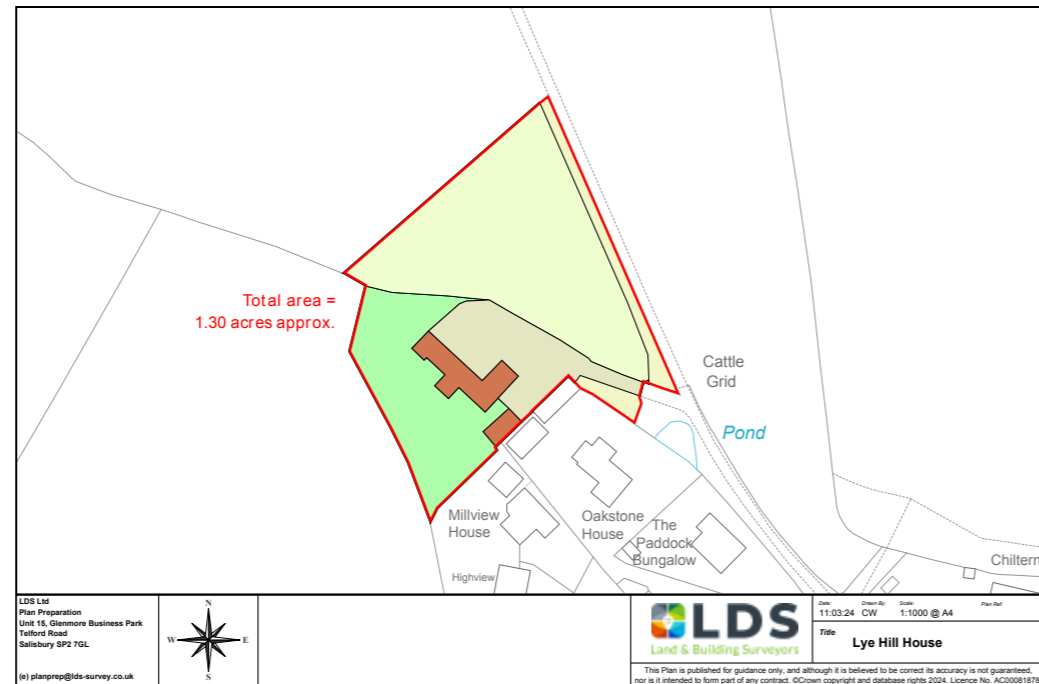 Total area =
1.30 acres approx.
Cattle
Grid
Pond
Millview
House
Oakstone
House
The
Paddock
Bungalow
Highview
Chiltern
LDS Ltd
Plan Preparation
Unit 15, Glenmore Business Park
Telford Road
Salisbury SP2 7GL
(e) planprep@lds-survey.co.uk
N
W
E
S
LDS
Land & Building Surveyors
Date:
Drawn By:
Scale:
Plan Ref:
11:03:24
CW
1:1000 @ A4
Title
Lye Hill House
This Plan is published for guidance only, and although it is believed to be correct its accuracy is not guaranteed,
nor is it intended to form part of any contract. ©Crown copyright and database rights 2024. Licence No. AC00081878